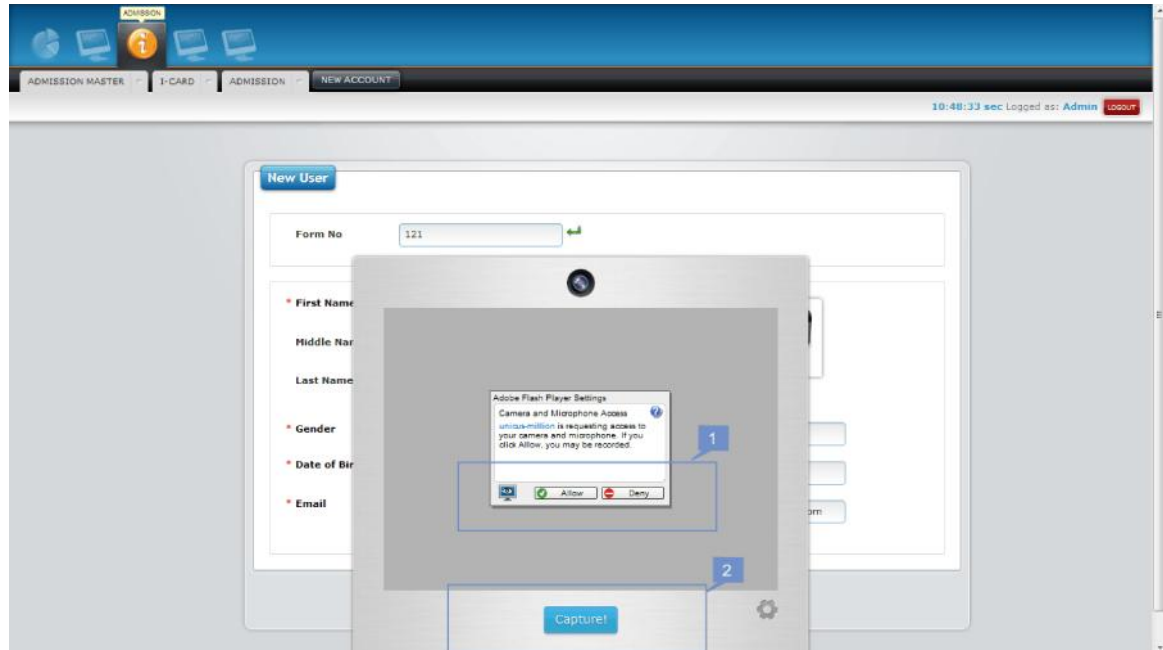 ADMISSION
ADMISSION MASTER
I-CARD
ADMISSION
NEW ACCOUNT
10:48:33 sec Logged as: Admin LOGOUT
New User
Form No 121
* First Name
Middle Nar
Last Name
* Gender
* Date of Bir
* Email
Adobe Flash Player Settings
Camera and Microphone Access
unicus-million is requesting access to
your camera and microphone. If you
click Allow, you may be recorded.
Allow Deny
1
om
2
Capture!